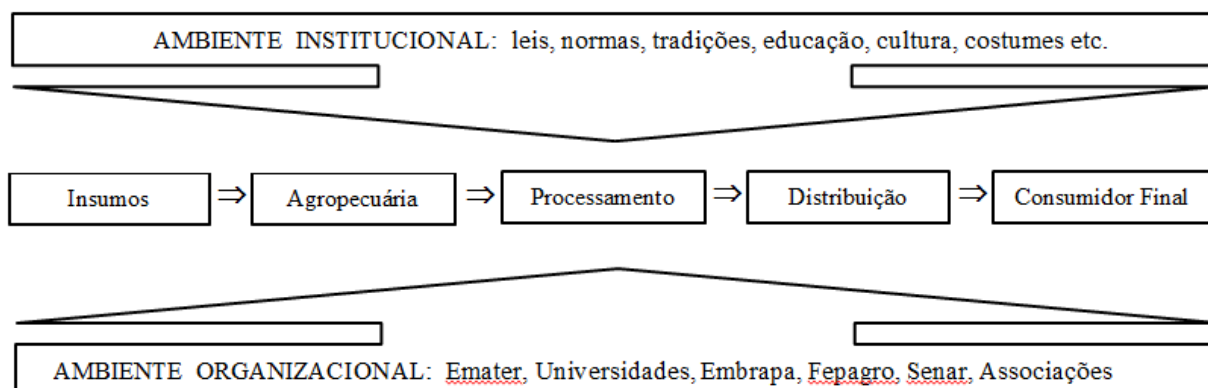 AMBIENTE INSTITUCIONAL: leis, normas, tradições, educação, cultura, costumes etc.
Insumos ⇒ Agropecuária ⇒ Processamento ⇒ Distribuição ⇒ Consumidor Final
AMBIENTE ORGANIZACIONAL: Emater, Universidades, Embrapa, Fepagro, Senar, Associações